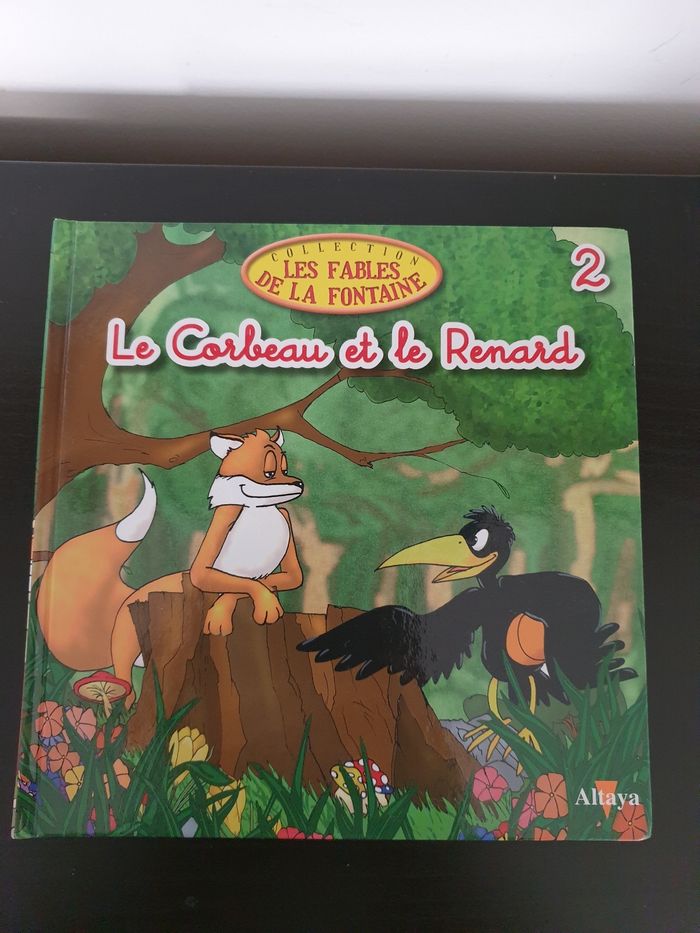 COLLECTION
LES FABLES
DE LA FONTAINE
2
Le Corbeau et le Renard
Altaya